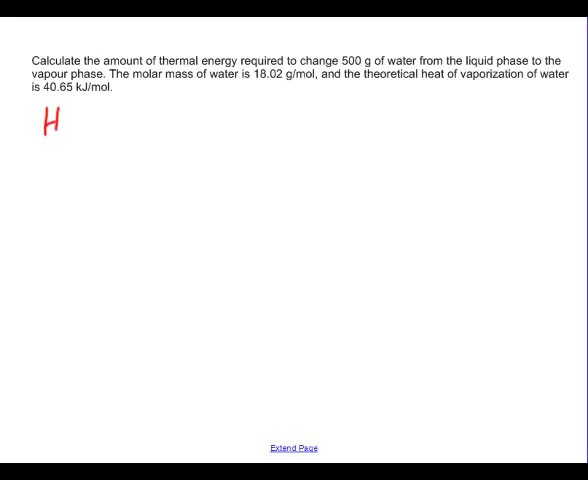 Calculate the amount of thermal energy required to change 500 g of water from the liquid phase to the
vapour phase. The molar mass of water is 18.02 g/mol, and the theoretical heat of vaporization of water
is 40.65 kJ/mol.
H
Extend Page